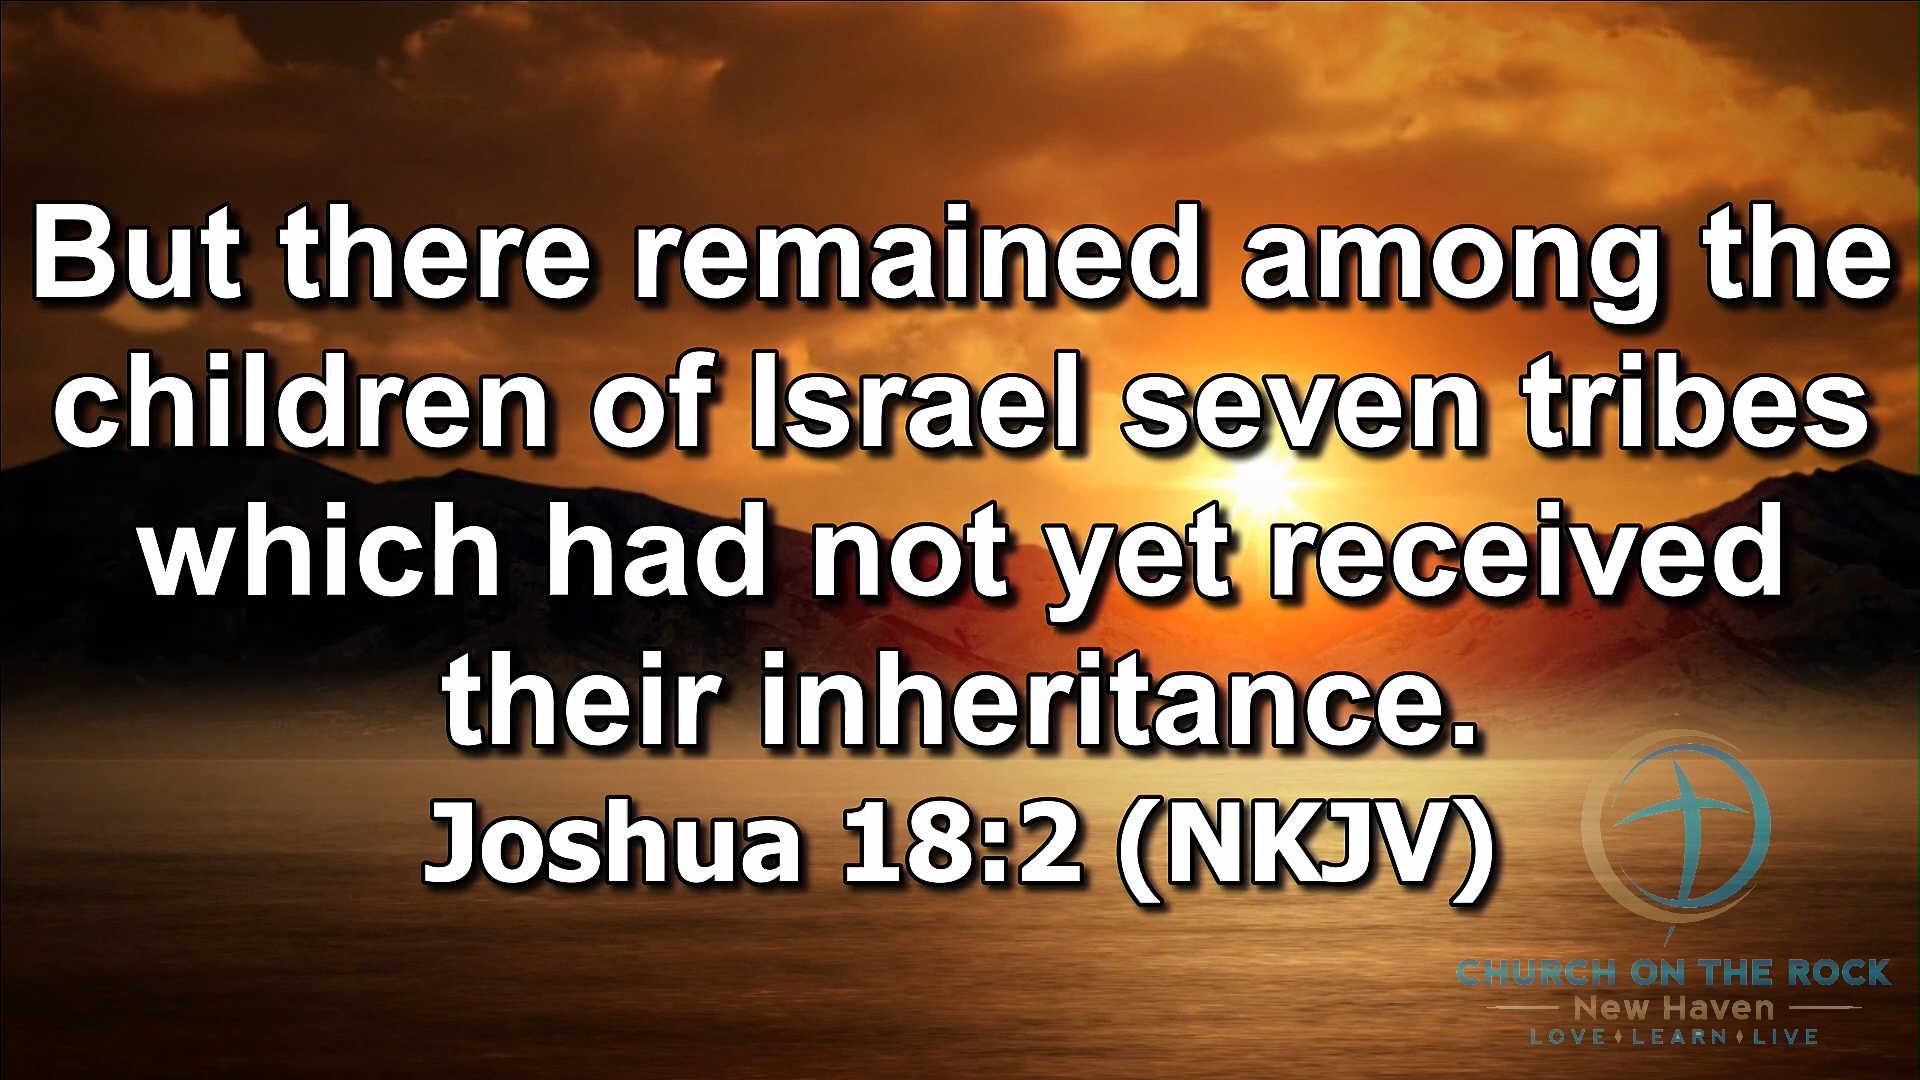 But there remained among the
children of Israel seven tribes
which had not yet received
their inheritance.
Joshua 18:2 (NKJV)
CHURCH ON THE ROCK
New Haven
LOVE LEARN LIVE